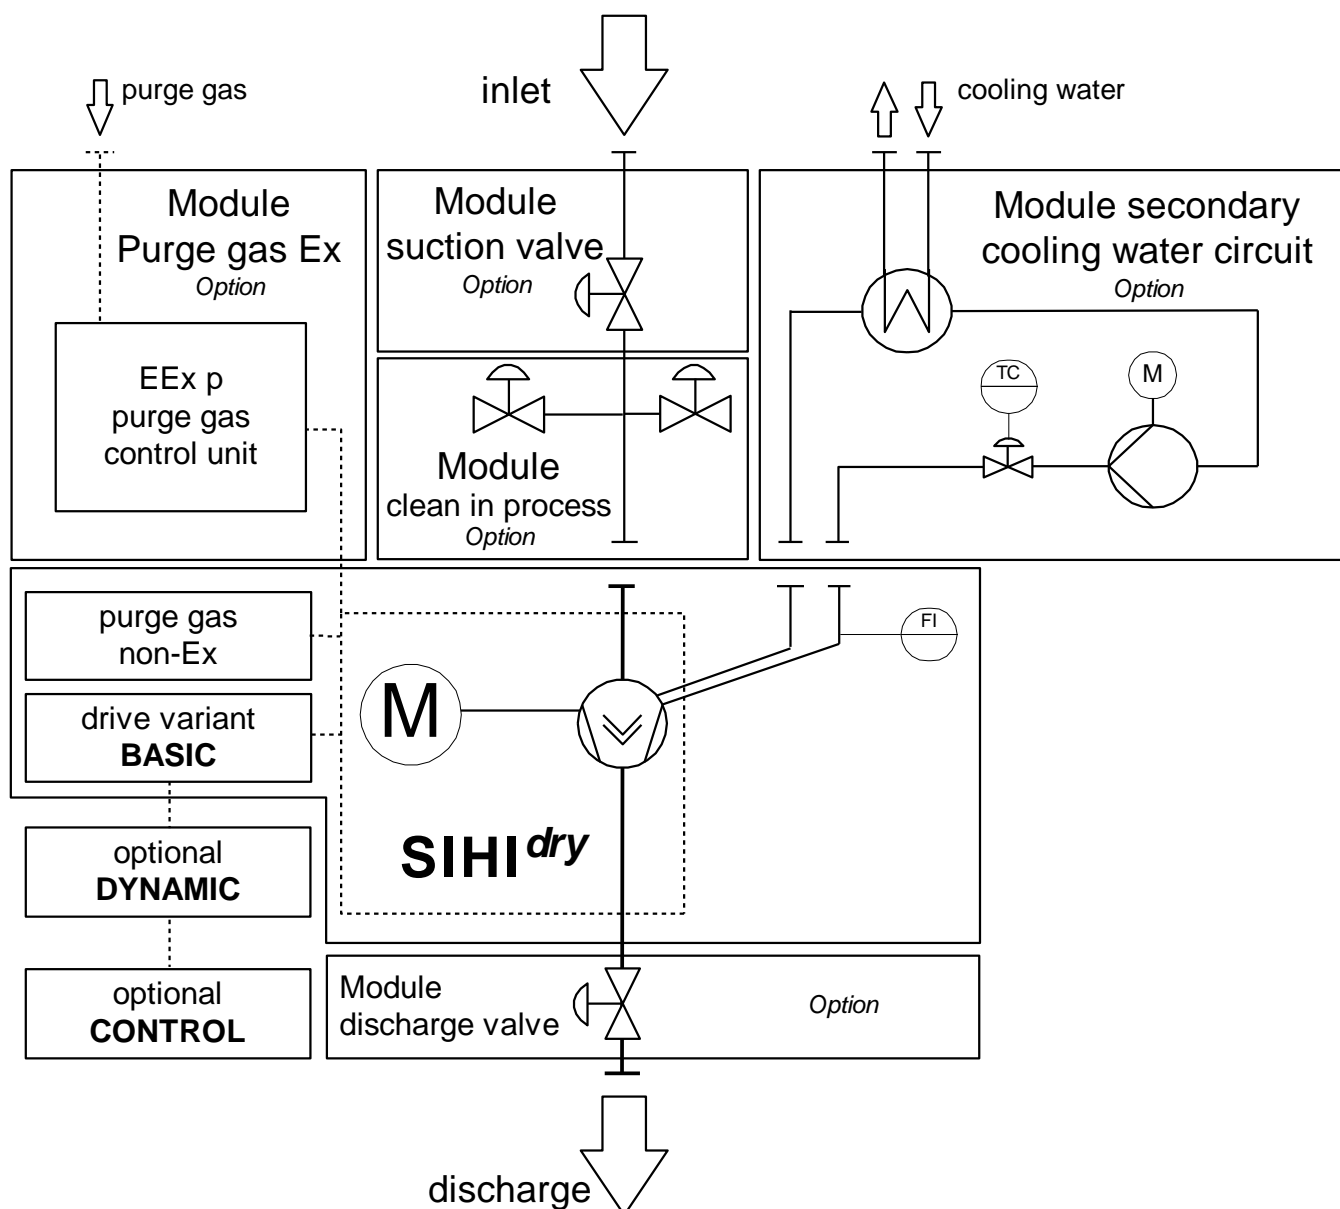 purge gas
inlet
cooling water
Module
Purge gas Ex
Option
EEx p
purge gas
control unit
Module
suction valve
Option
Module
clean in process
Option
Module secondary
cooling water circuit
Option
TC
M
purge gas
non-Ex
drive variant
BASIC
optional
DYNAMIC
optional
CONTROL
M
FI
SIHI dry
Module
discharge valve
Option
discharge